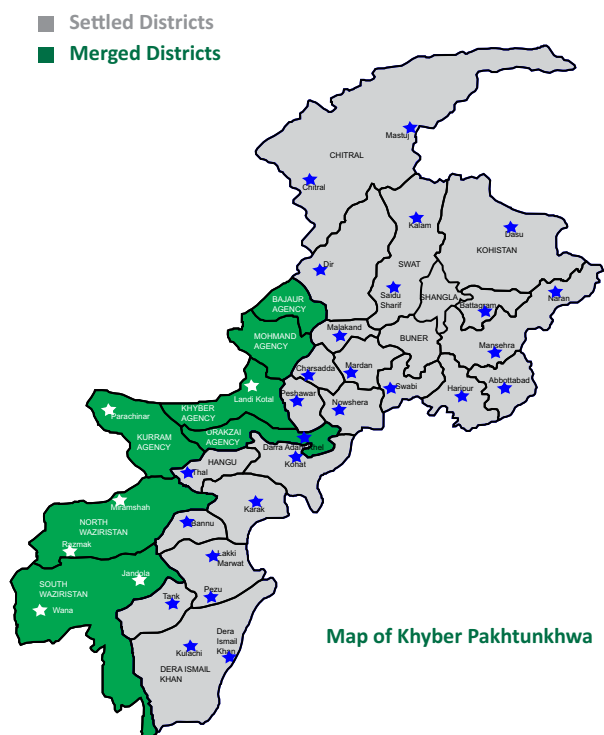 Settled Districts
Merged Districts
Mastuj
CHITRAL
Chitral
Kalam
Dasu
KOHISTAN
Dir
SWAT
Saidu
Sharif
SHANGLA
Naran
BAJAUR
AGENCY
Battagram
Malakand
MOHMAND
AGENCY
BUNER
Mansehra
Charsadda
Mardan
Swabi
Haripur
Abbottabad
Landi Kotal
Peshawar
Nowshera
Parachinar
KHYBER
AGENCY
KURRAM
AGENCY
ORAKZAI
AGENCY
Darra Adam Khel
Kohat
HANGU
Thal
Miramshah
Karak
NORTH
WAZIRISTAN
Bannu
Razmak
Lakki
Marwat
Jandola
SOUTH
WAZIRISTAN
Wana
Tank
Pezu
Dera
Ismail
Khan
Kulachi
DERA ISMAIL
KHAN
Map of Khyber Pakhtunkhwa